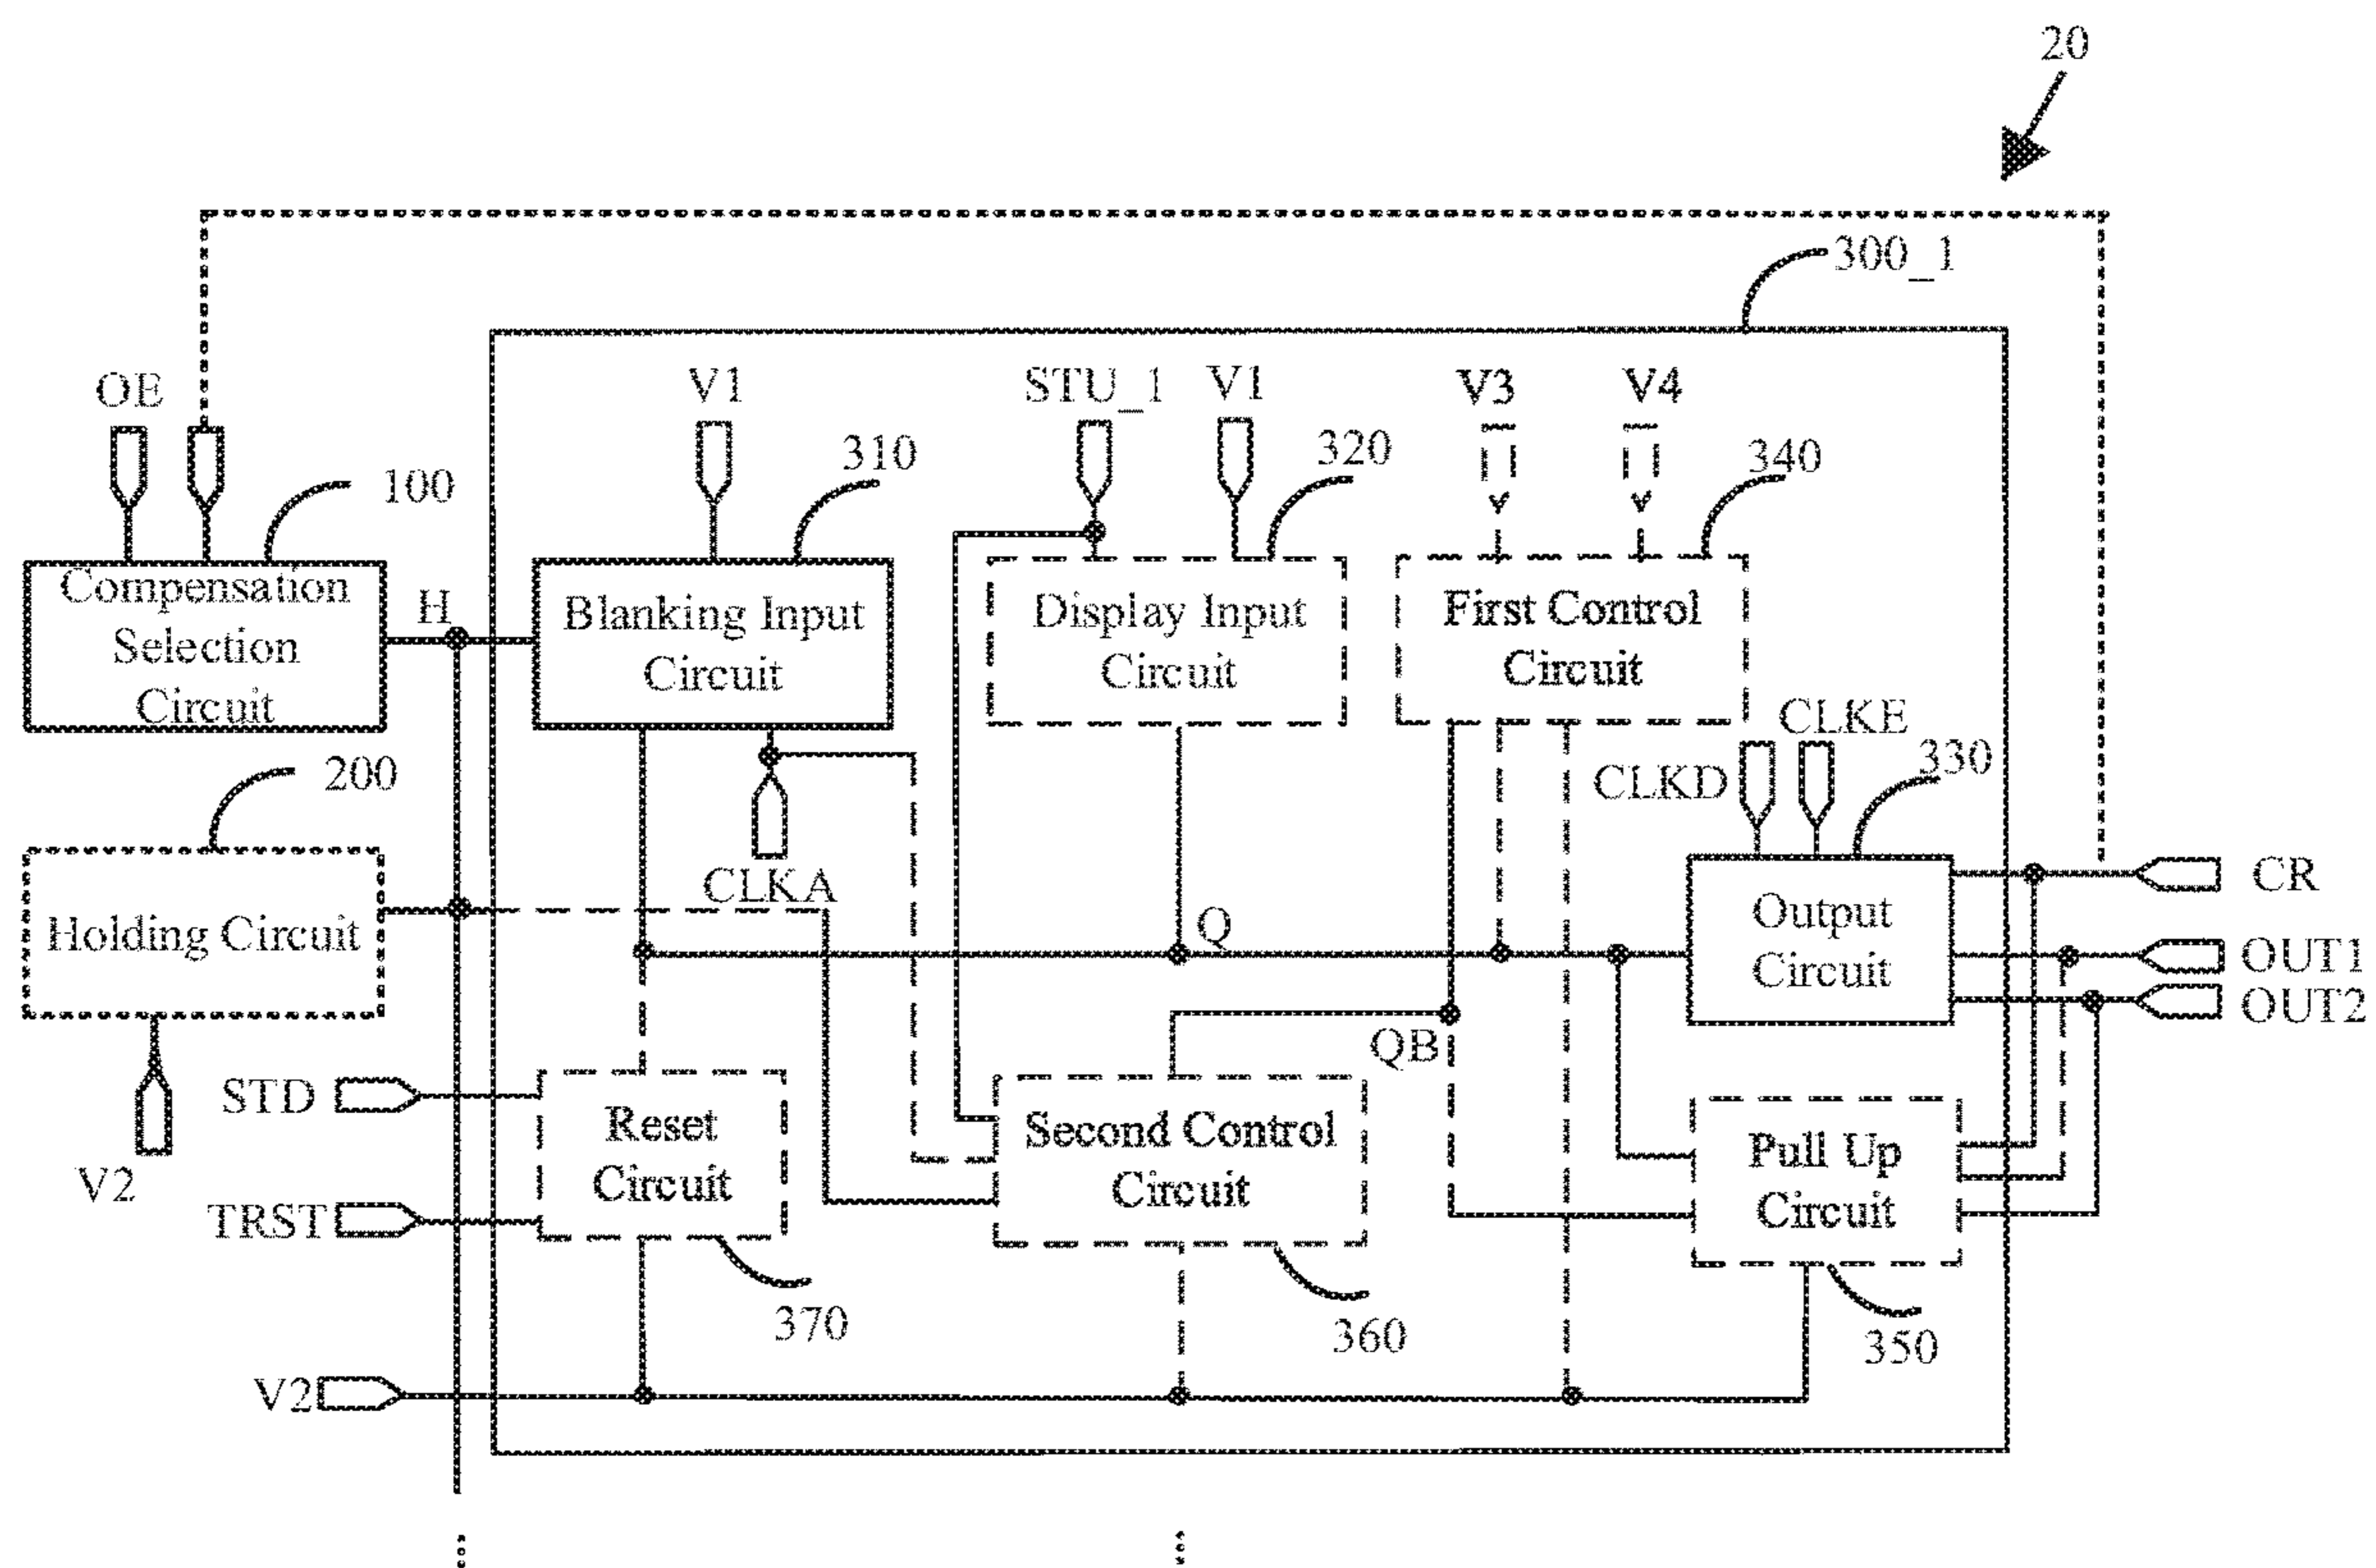 20
300_1
OE
V1
STU_1
V1
V3
V4
100
310
320
340
Compensation
Selection
Circuit
H
Blanking Input
Circuit
Display Input
Circuit
First Control
Circuit
CLKE
CLKD
330
200
CLKA
Holding Circuit
Q
Output
Circuit
CR
OUT1
OUT2
QB
STD
V2
TRST
Reset
Circuit
Second Control
Circuit
Pull Up
Circuit
370
360
350
V2